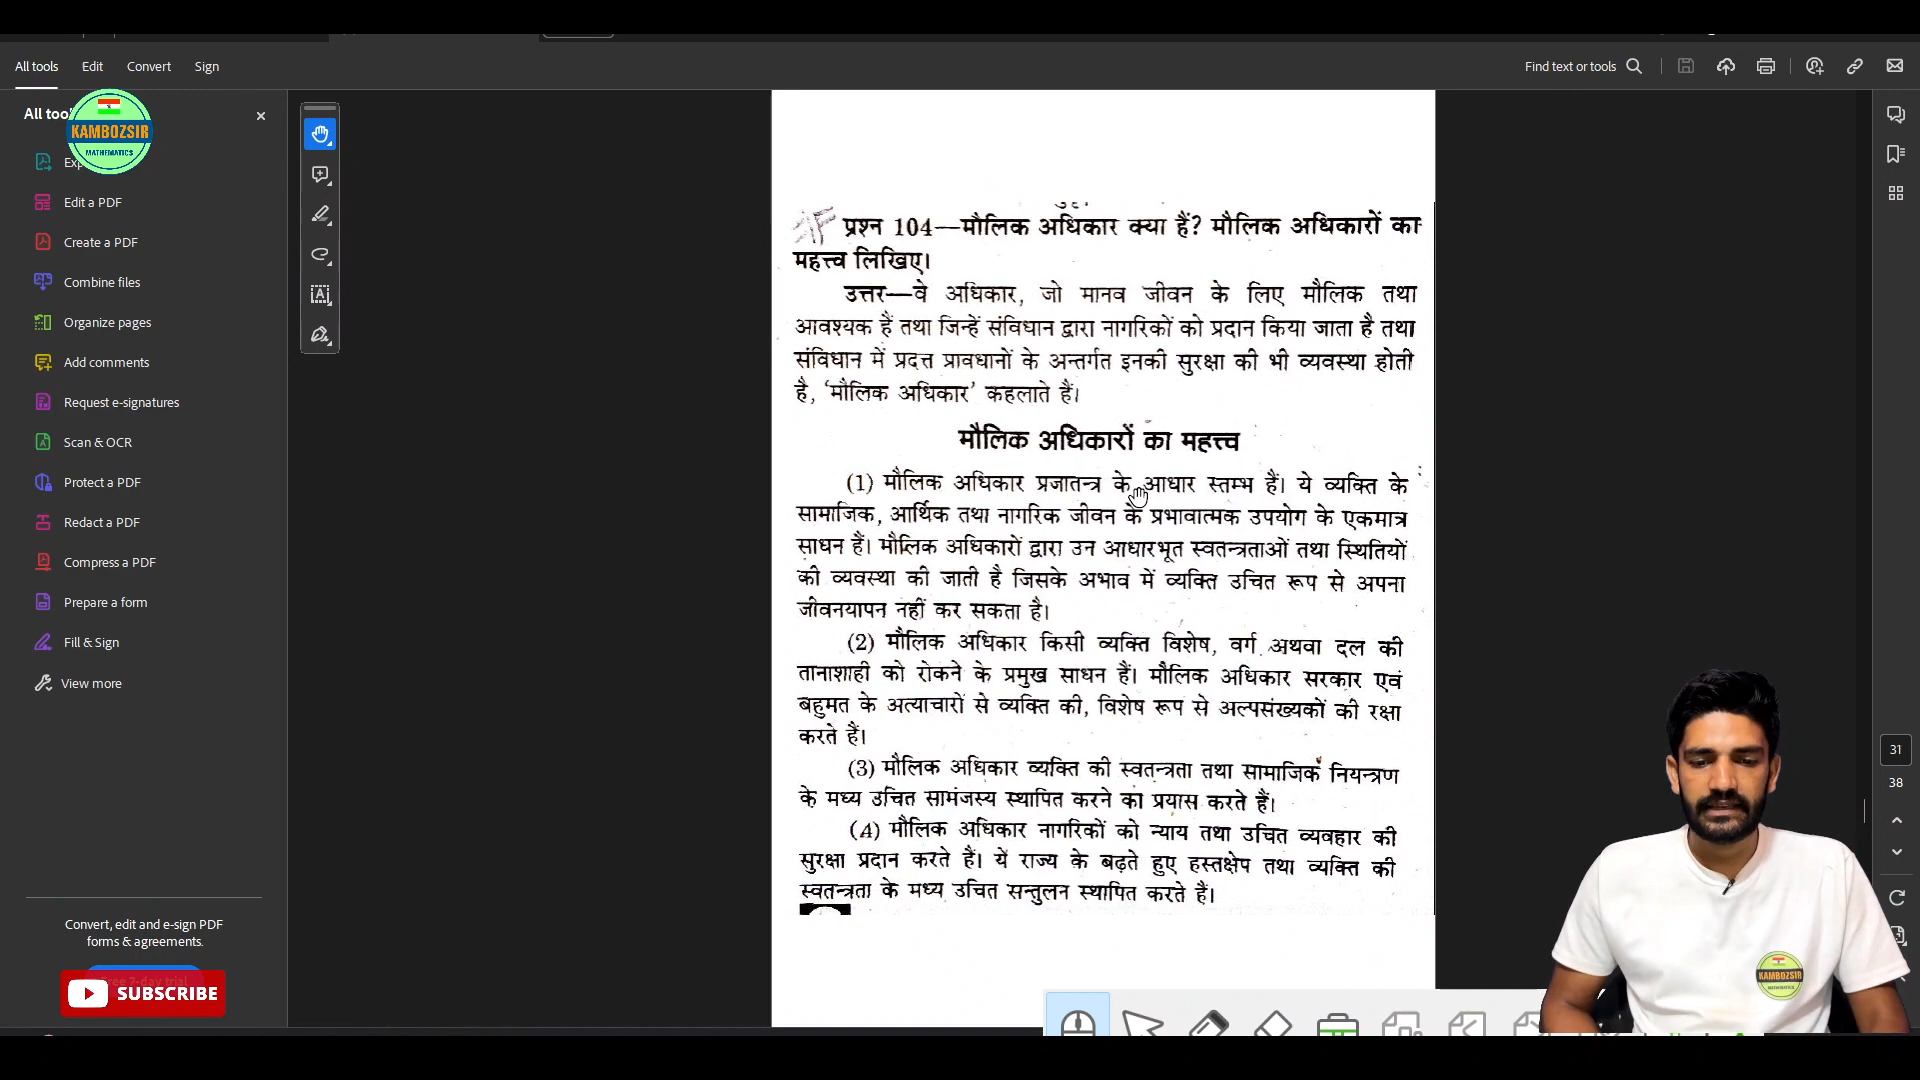 All tools Edit Convert Sign
Find text or tools
All
KAMBOZSIR
MATHEMATICS
Edit a PDF
Create a PDF
Combine files
Organize pages
Add comments
Request e-signatures
Scan & OCR
Protect a PDF
Redact a PDF
Compress a PDF
Prepare a form
Fill & Sign
View more
Convert, edit and e-sign PDF
forms & agreements.
Free 7-day trial
SUBSCRIBE
प्रश्न 104—मौलिक अधिकार क्या हैं? मौलिक अधिकारों का
महत्त्व लिखिए।
उत्तर—वे अधिकार, जो मानव जीवन के लिए मौलिक तथा
आवश्यक हैं तथा जिन्हें संविधान द्वारा नागरिकों को प्रदान किया जाता है तथा
संविधान में प्रदत्त प्रावधानों के अन्तर्गत इनकी सुरक्षा की भी व्यवस्था होती
है, 'मौलिक अधिकार' कहलाते हैं।
मौलिक अधिकारों का महत्त्व
(1) मौलिक अधिकार प्रजातन्त्र के आधार स्तम्भ हैं। ये व्यक्ति के
सामाजिक, आर्थिक तथा नागरिक जीवन के प्रभावात्मक उपयोग के एकमात्र
साधन हैं। मौलिक अधिकारों द्वारा उन आधारभूत स्वतन्त्रताओं तथा स्थितियों
की व्यवस्था की जाती है जिसके अभाव में व्यक्ति उचित रूप से अपना
जीवनयापन नहीं कर सकता है।
(2) मौलिक अधिकार किसी व्यक्ति विशेष, वर्ग अथवा दल की
तानाशाही को रोकने के प्रमुख साधन हैं। मौलिक अधिकार सरकार एवं
बहुमत के अत्याचारों से व्यक्ति की, विशेष रूप से अल्पसंख्यकों की रक्षा
करते हैं।
(3) मौलिक अधिकार व्यक्ति की स्वतन्त्रता तथा सामाजिक नियन्त्रण
के मध्य उचित सामंजस्य स्थापित करने का प्रयास करते हैं।
(4) मौलिक अधिकार नागरिकों को न्याय तथा उचित व्यवहार की
सुरक्षा प्रदान करते हैं। ये राज्य के बढ़ते हुए हस्तक्षेप तथा व्यक्ति की
स्वतन्त्रता के मध्य उचित सन्तुलन स्थापित करते हैं।
31
38
KAMBOZSIR
MATHEMATICS